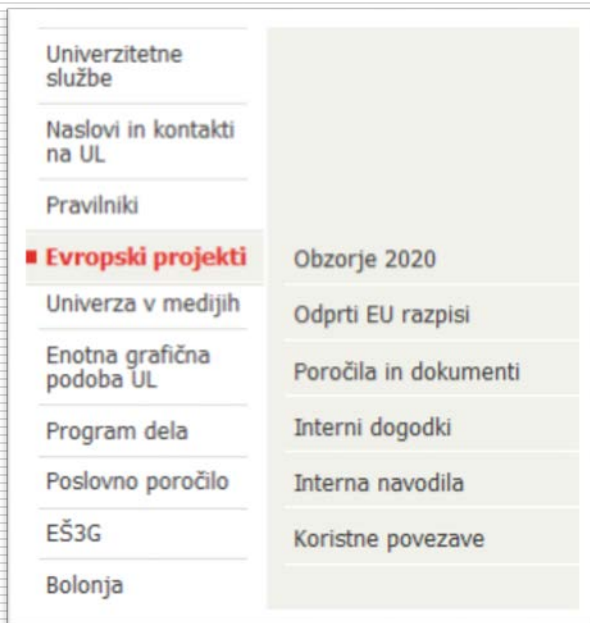 Univerzitetne
službe
Naslovi in kontakti
na UL
Pravilniki
Evropski projekti
Univerza v medijih
Enotna grafična
podoba UL
Program dela
Poslovno poročilo
EŠ3G
Bolonja
Obzorje 2020
Odprti EU razpisi
Poročila in dokumenti
Interni dogodki
Interna navodila
Koristne povezave